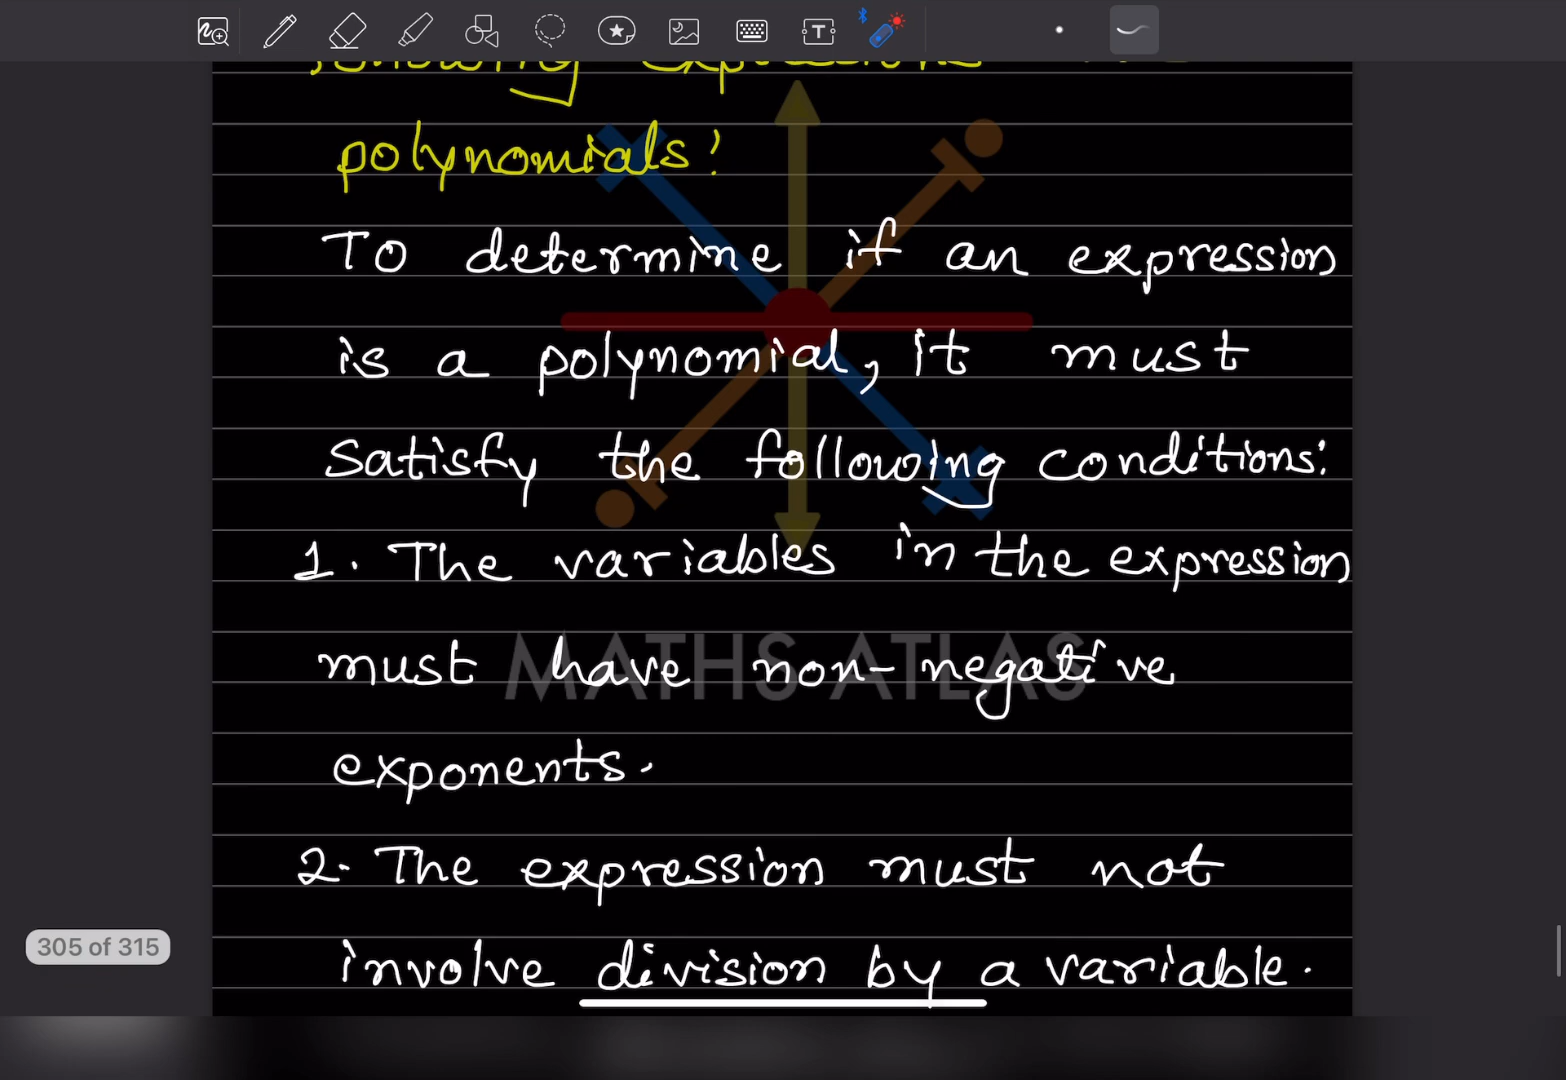 following expressions
polynomials?
To determine if an expression
is a polynomial, it must
satisfy the following conditions:
1. The variables in the expression
must have non-negative
MATHS ATLAS
exponents.
2. The expression must not
305 of 315
involve division by a variable.